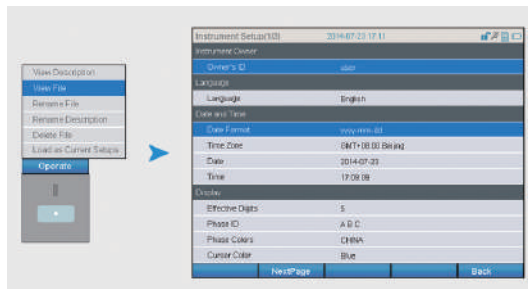 View Description
View File
Rename File
Rename Description
Delete File
Load as Current Setups
Operate
Instrument Setup(1/3) 2014-07-23 17:11
Instrument Owner
Owner's ID user
Language
Language English
Date and Time
Date Format yyyy-mm-dd
Time Zone GMT+08:00 Beijing
Date 2014-07-23
Time 17:09:09
Display
Effective Digits 5
Phase ID A B C
Phase Colors CHINA
Cursor Color Blue
NextPage Back